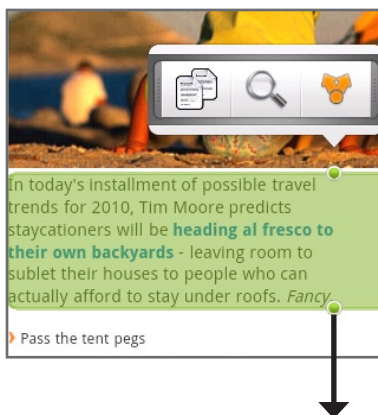 In today's installment of possible travel
trends for 2010, Tim Moore predicts
staycationers will be heading al fresco to
their own backyards - leaving room to
sublet their houses to people who can
actually afford to stay under roofs. Fancy
Pass the tent pegs